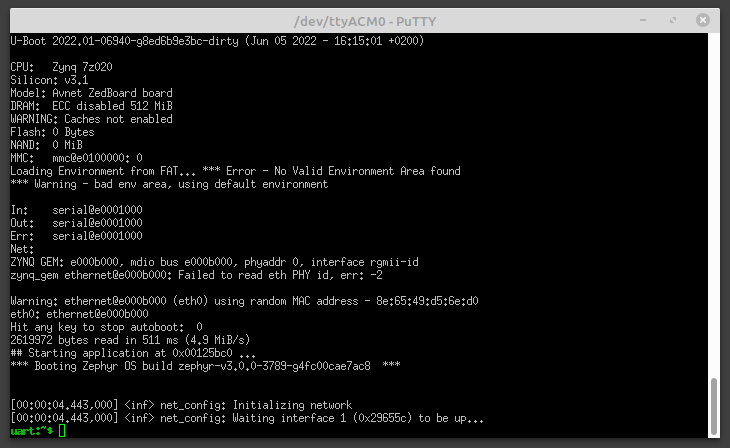 /dev/ttyACM0 - PuTTY
U-Boot 2022.01-06940-g8ed6b9e3bc-dirty (Jun 05 2022 - 16:15:01 +0200)
CPU:   Zynq 7z020
Silicon: v3.1
Model: Avnet ZedBoard board
DRAM:  ECC disabled 512 MiB
WARNING: Caches not enabled
Flash: 0 Bytes
NAND:  0 MiB
MMC:   mmc@e0100000: 0
Loading Environment from FAT... *** Error - No Valid Environment Area found
*** Warning - bad env area, using default environment
In:    serial@e0001000
Out:   serial@e0001000
Err:   serial@e0001000
Net:
ZYNQ GEM: e000b000, mdio bus e000b000, phyaddr 0, interface rgmii-id
zynq_gem ethernet@e000b000: Failed to read eth PHY id, err: -2
Warning: ethernet@e000b000 (eth0) using random MAC address - 8e:65:49:d5:6e:d0
eth0: ethernet@e000b000
Hit any key to stop autoboot:  0
2619972 bytes read in 511 ms (4.9 MiB/s)
## Starting application at 0x00125bc0 ...
*** Booting Zephyr OS build zephyr-v3.0.0-3789-g4fc00cae7ac8  ***
[00:00:04.443,000] <inf> net_config: Initializing network
[00:00:04.443,000] <inf> net_config: Waiting interface 1 (0x29655c) to be up...
uart:~$